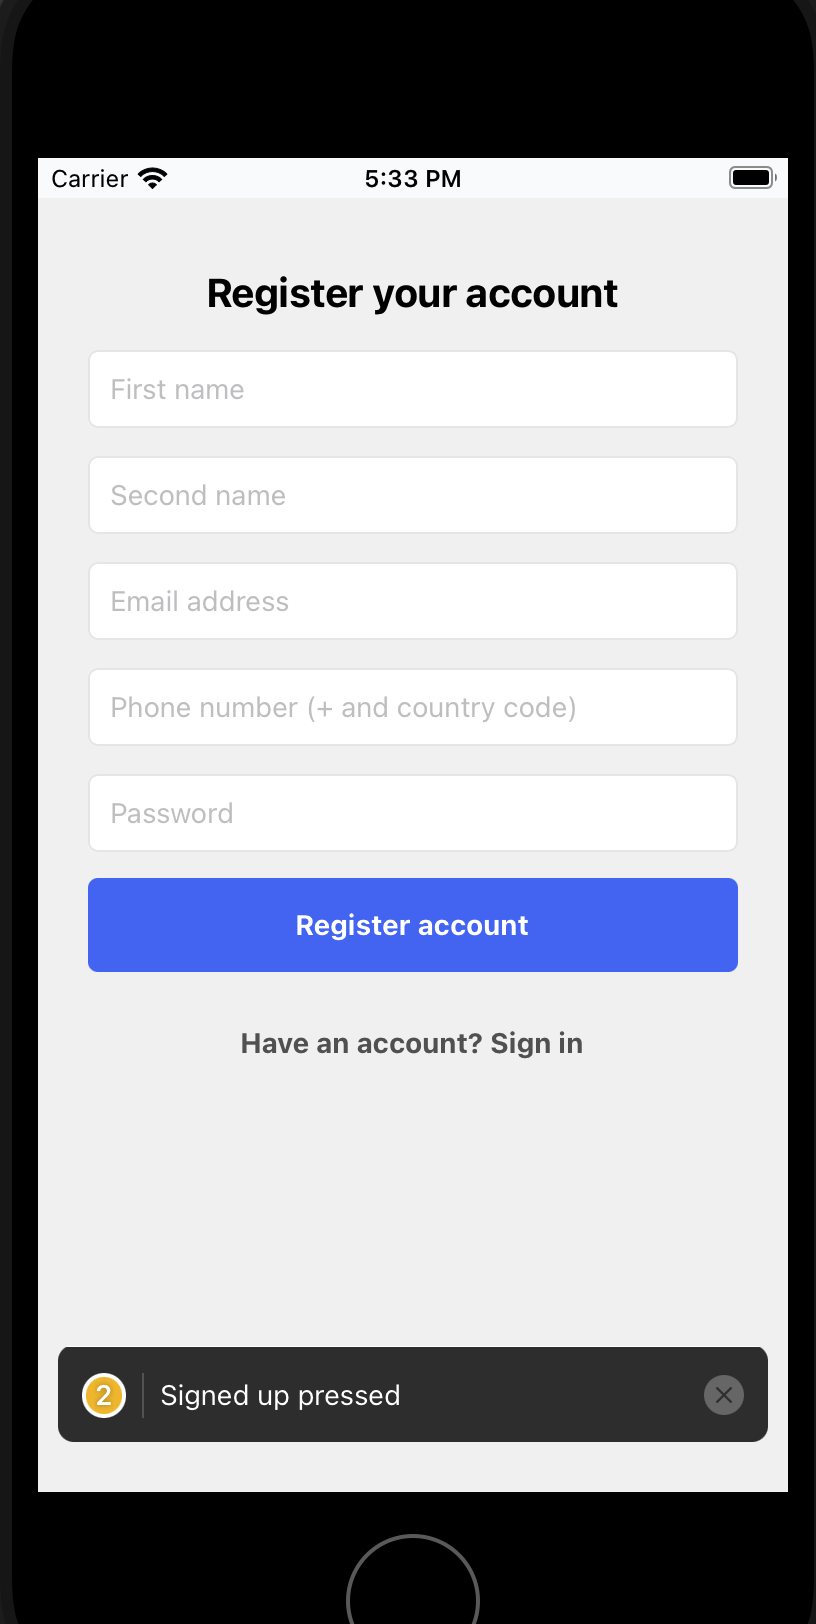 Carrier 5:33 PM
Register your account
First name
Second name
Email address
Phone number (+ and country code)
Password
Register account
Have an account? Sign in
2 Signed up pressed